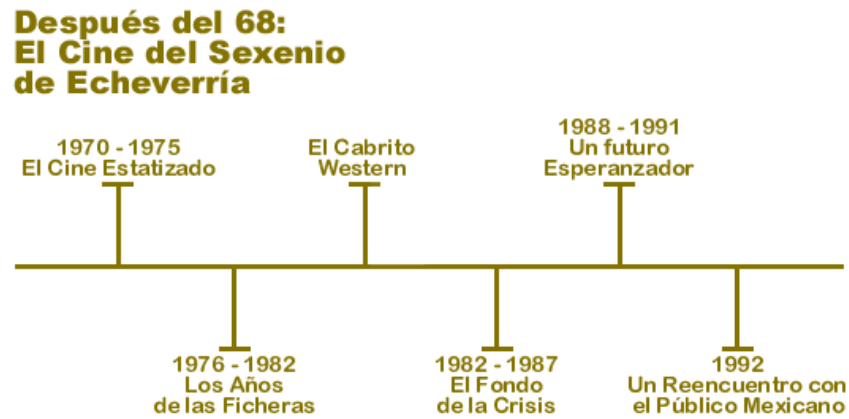 Después del 68:
El Cine del Sexenio
de Echeverría
1970 - 1975
El Cine Estatizado
1976 - 1982
Los Años
de las Ficheras
El Cabrito
Western
1982 - 1987
El Fondo
de la Crisis
1988 - 1991
Un futuro
Esperanzador
1992
Un Reencuentro con
el Público Mexicano